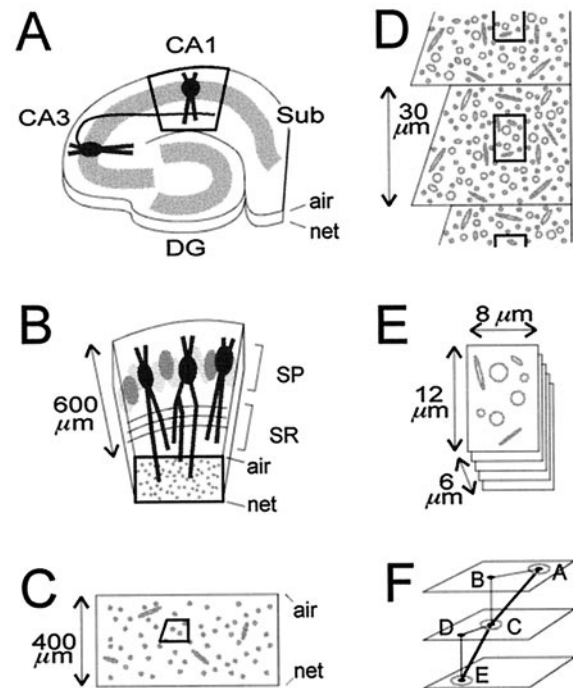 A
CA1
CA3
Sub
air
net
DG
B
600
μm
SP
SR
air
net
C
400
μm
air
net
D
30
μm
E
8 μm
12
μm
6
μm
F
A
B
C
D
E